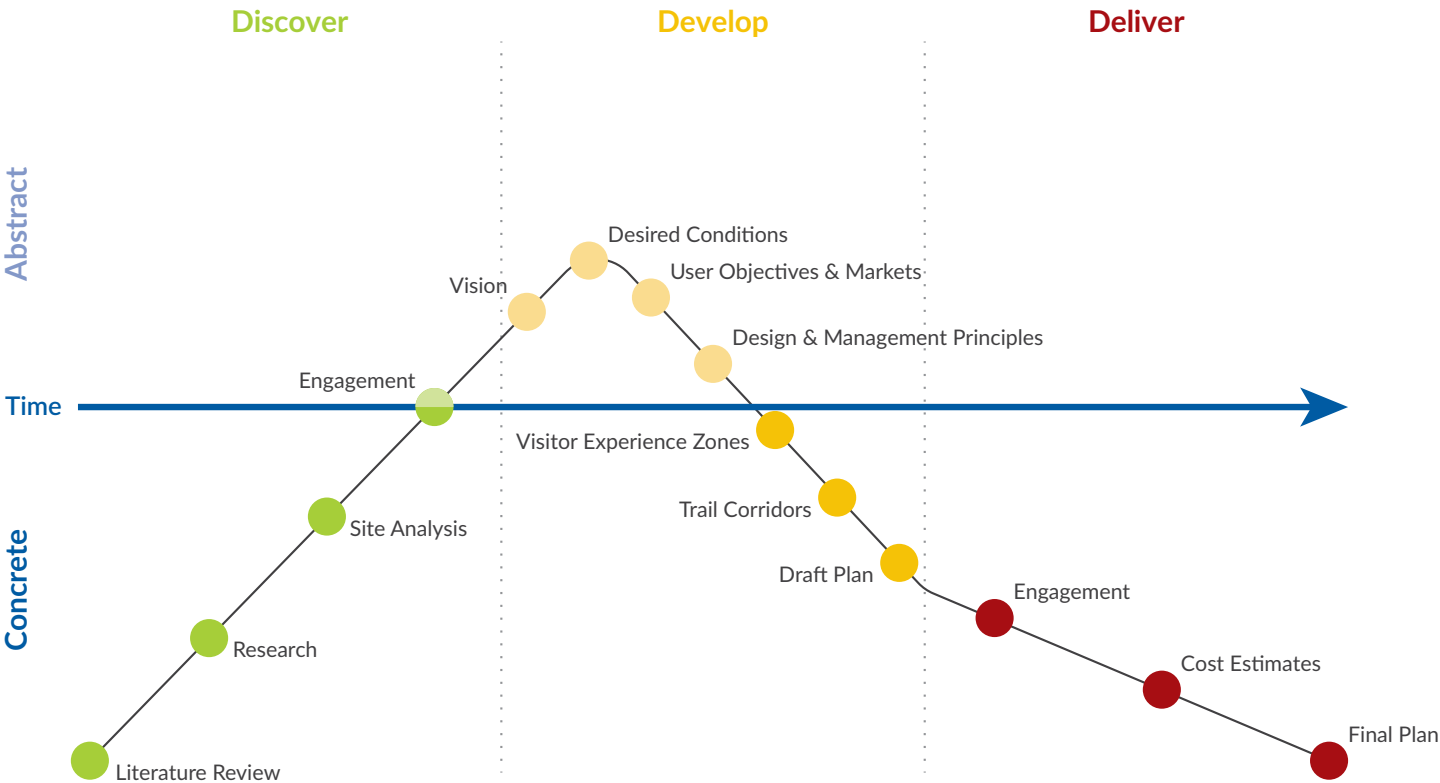 Discover
Develop
Deliver
Abstract
Desired Conditions
User Objectives & Markets
Vision
Design & Management Principles
Engagement
Time
Visitor Experience Zones
Trail Corridors
Site Analysis
Concrete
Draft Plan
Engagement
Research
Cost Estimates
Final Plan
Literature Review